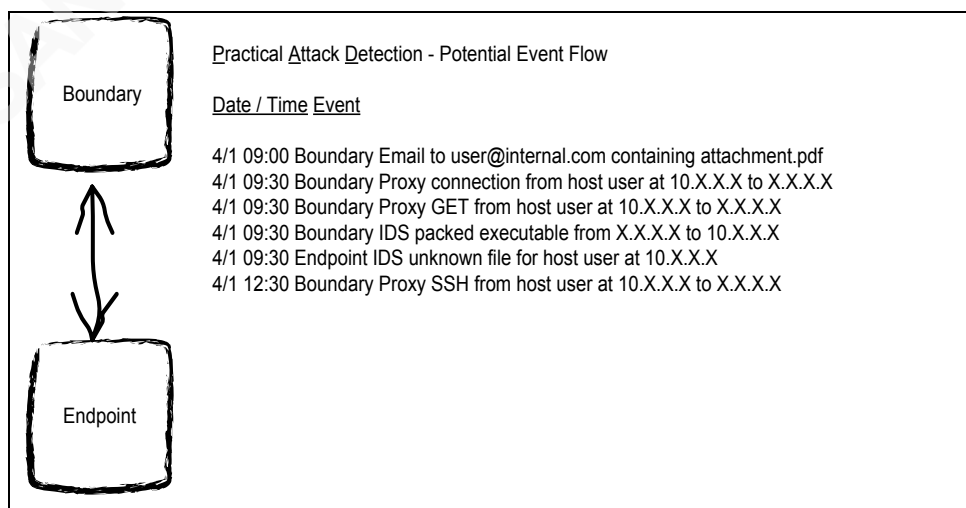 Boundary
Practical Attack Detection - Potential Event Flow
Date / Time Event
4/1 09:00 Boundary Email to user@internal.com containing attachment.pdf
4/1 09:30 Boundary Proxy connection from host user at 10.X.X.X to X.X.X.X
4/1 09:30 Boundary Proxy GET from host user at 10.X.X.X to X.X.X.X
4/1 09:30 Boundary IDS packed executable from X.X.X.X to 10.X.X.X
4/1 09:30 Endpoint IDS unknown file for host user at 10.X.X.X
4/1 12:30 Boundary Proxy SSH from host user at 10.X.X.X to X.X.X.X
Endpoint